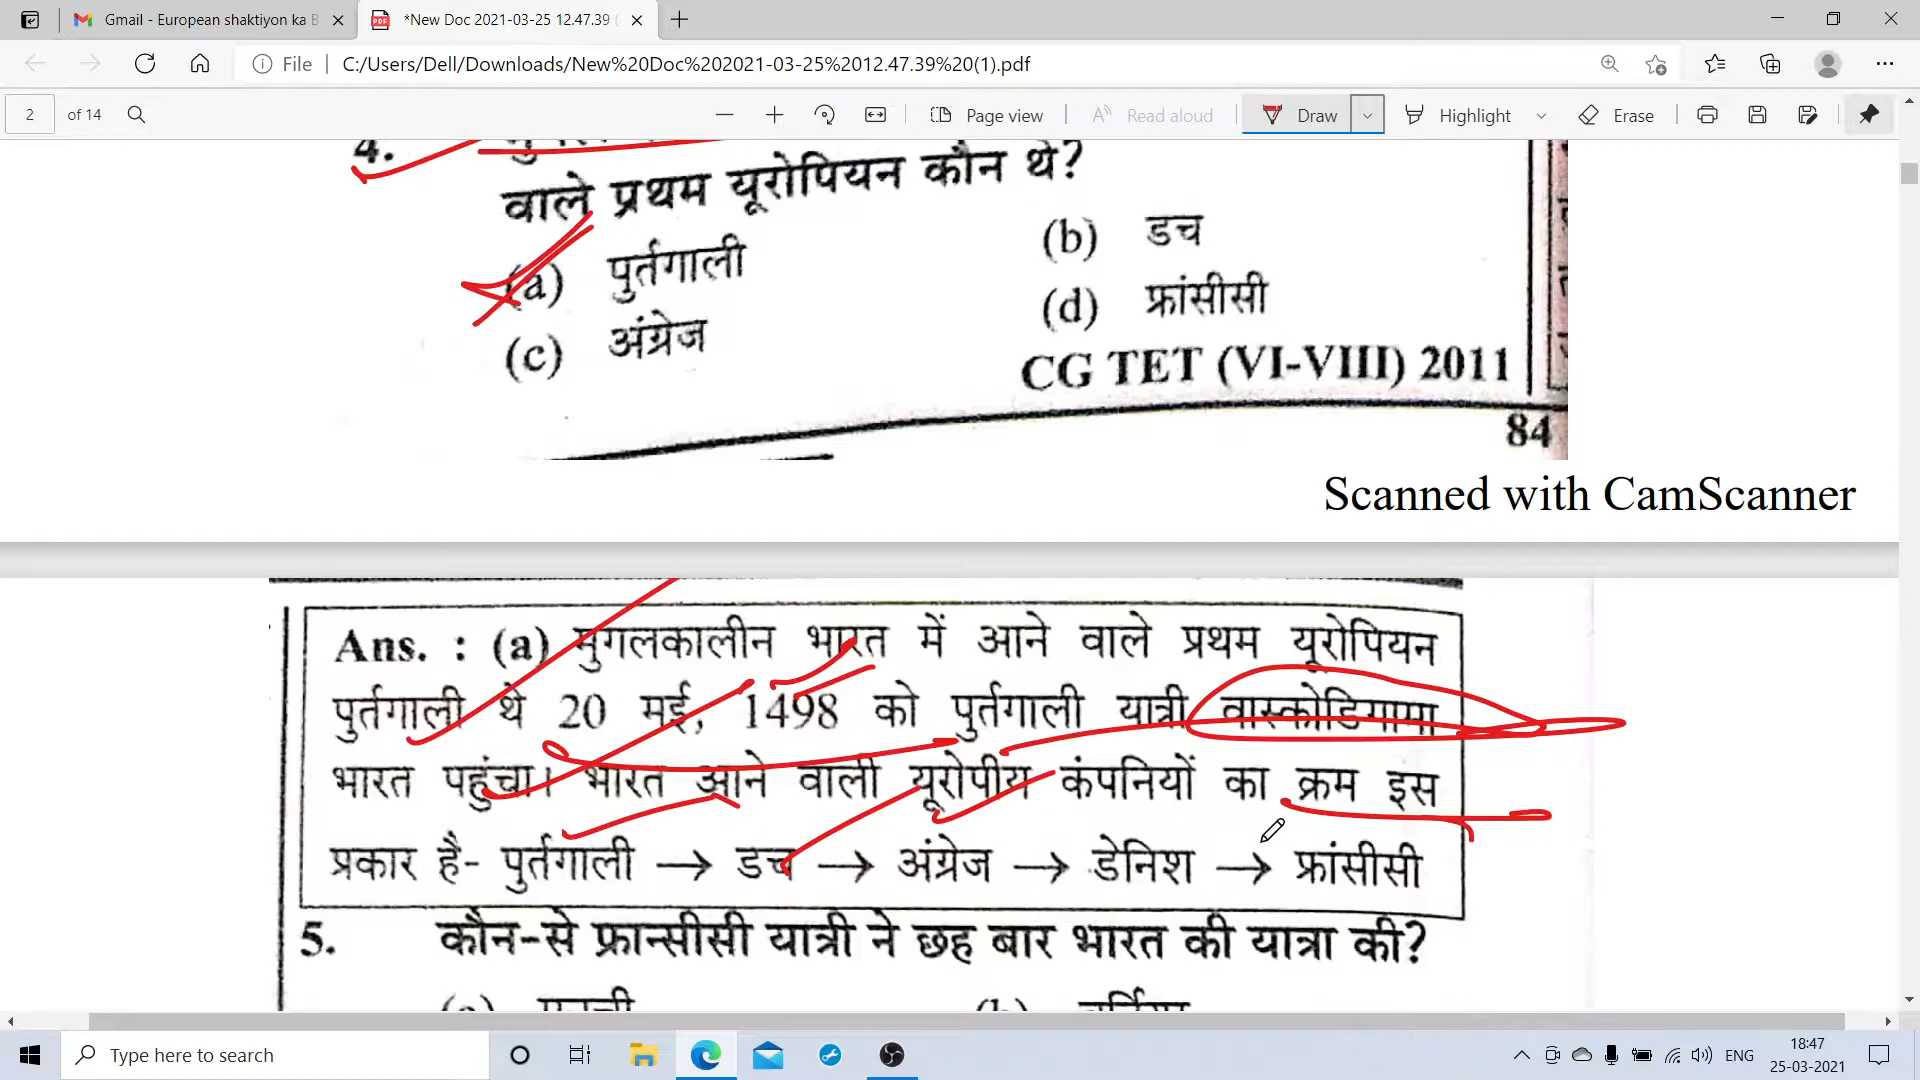 Gmail - European shaktiyon ka B
*New Doc 2021-03-25 12.47.39 (
File
C:/Users/Dell/Downloads/New%20Doc%202021-03-25%2012.47.39%20(1).pdf
2 of 14
Page view
Read aloud
Draw
Highlight
Erase
4.
वाले प्रथम यूरोपियन कौन थे?
(a) पुर्तगाली (b) डच
(c) अंग्रेज (d) फ्रांसीसी
CG TET (VI-VIII) 2011
84
Scanned with CamScanner
Ans. : (a) मुगलकालीन भारत में आने वाले प्रथम यूरोपियन
पुर्तगाली थे 20 मई, 1498 को पुर्तगाली यात्री वास्कोडिगामा
भारत पहुंचा। भारत आने वाली यूरोपीय कंपनियों का क्रम इस
प्रकार है- पुर्तगाली → डच → अंग्रेज → डेनिश → फ्रांसीसी
5. कौन-से फ्रान्सीसी यात्री ने छह बार भारत की यात्रा की?
Type here to search
ENG
18:47
25-03-2021